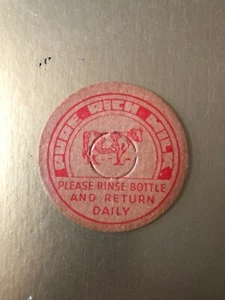 PURE RICH MILK
PLEASE RINSE BOTTLE
AND RETURN
DAILY